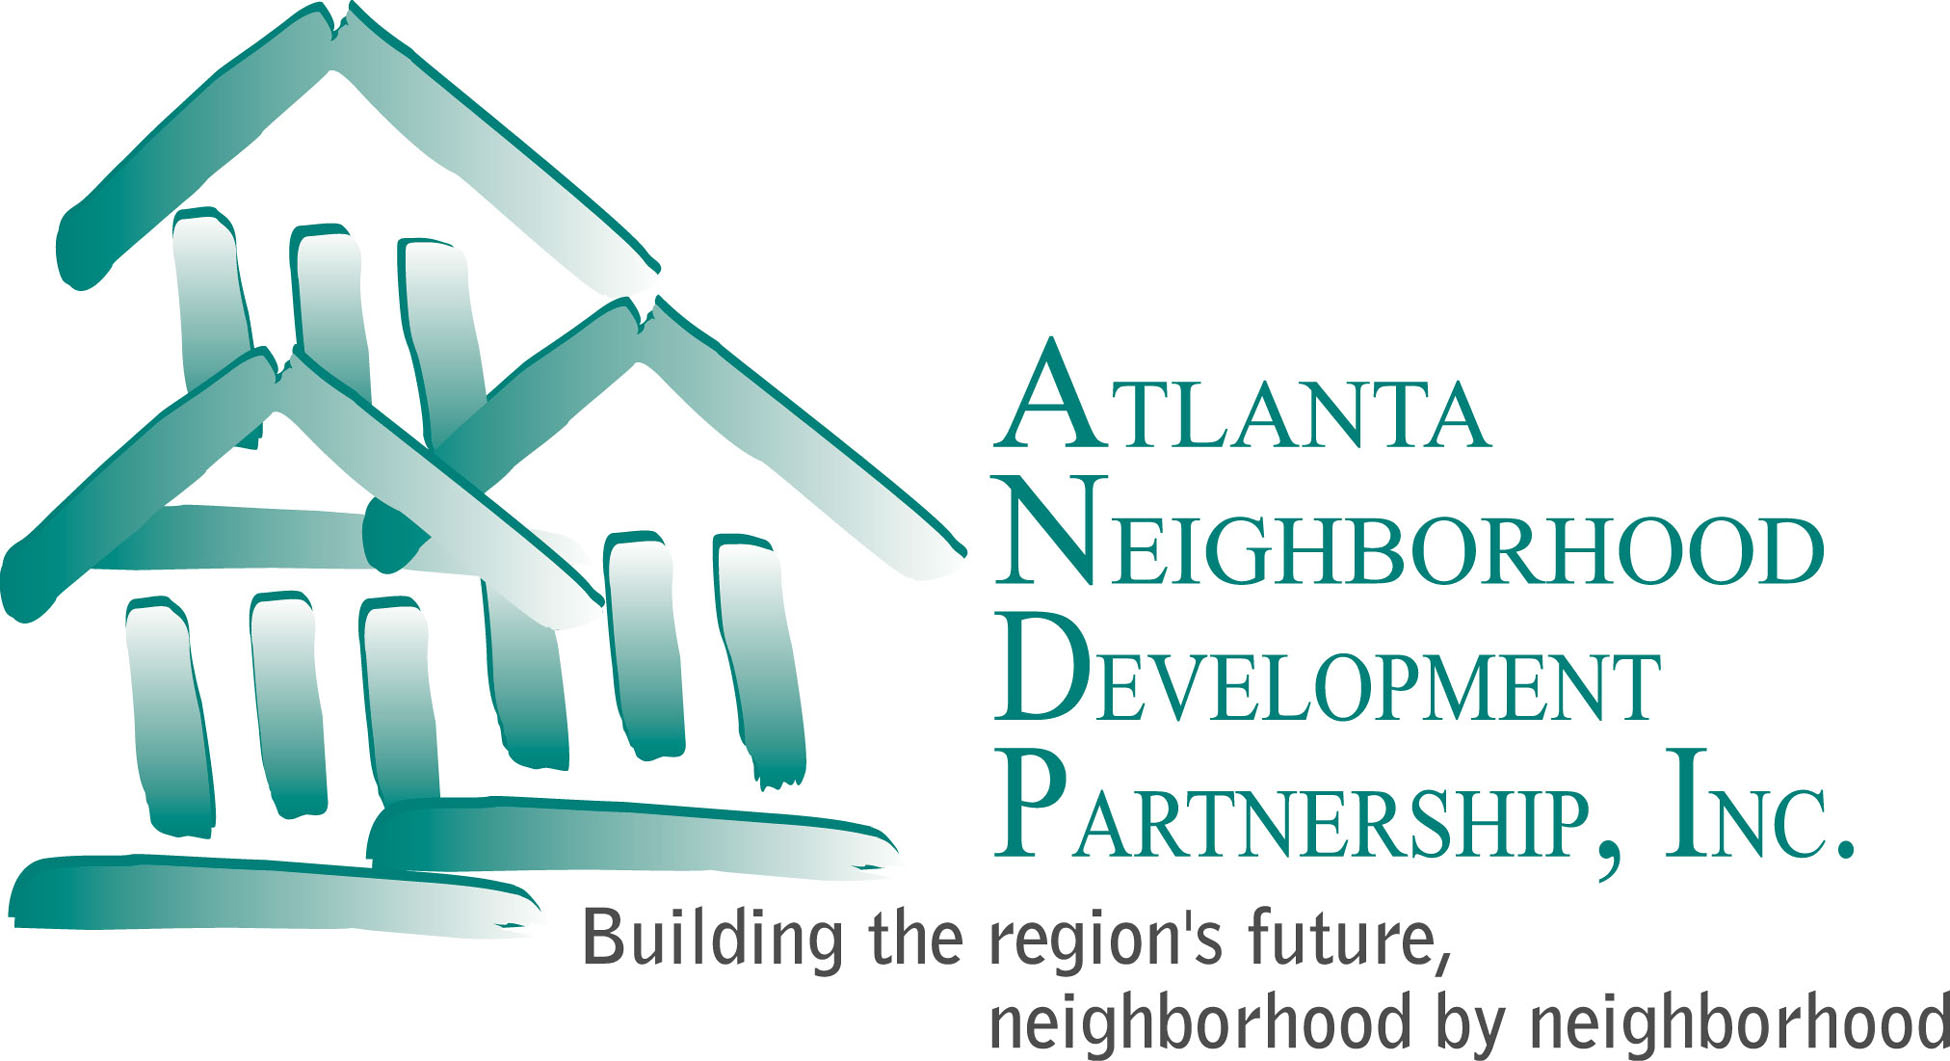 ATLANTA
NEIGHBORHOOD
DEVELOPMENT
PARTNERSHIP, INC.
Building the region's future,
neighborhood by neighborhood